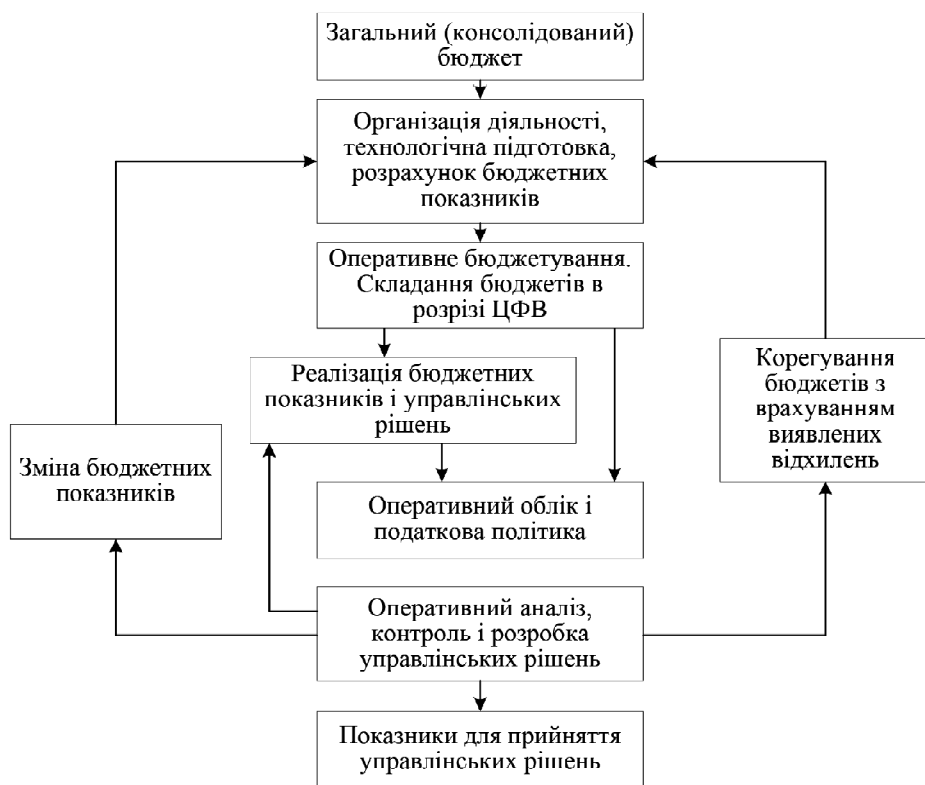 Загальний (консолідований)
бюджет
Організація діяльності,
технологічна підготовка,
розрахунок бюджетних
показників
Оперативне бюджетування.
Складання бюджетів в
розрізі ЦФВ
Реалізація бюджетних
показників і управлінських
рішень
Корегування
бюджетів з
врахуванням
виявлених
відхилень
Зміна бюджетних
показників
Оперативний облік і
податкова політика
Оперативний аналіз,
контроль і розробка
управлінських рішень
Показники для прийняття
управлінських рішень